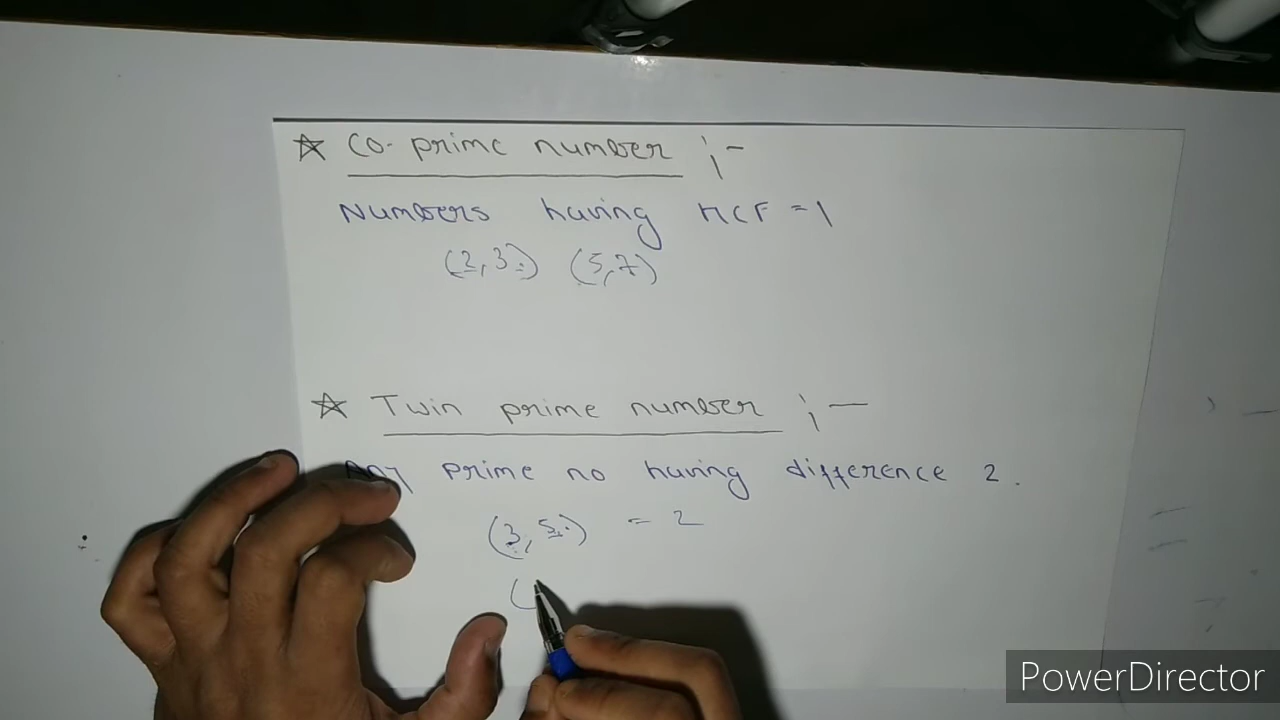 ☆ Co-prime number ;-
Numbers having HCF = 1
(2,3) (5,7)
☆ Twin prime number ;-
Any prime no having difference 2.
(3,5) = 2
(
PowerDirector